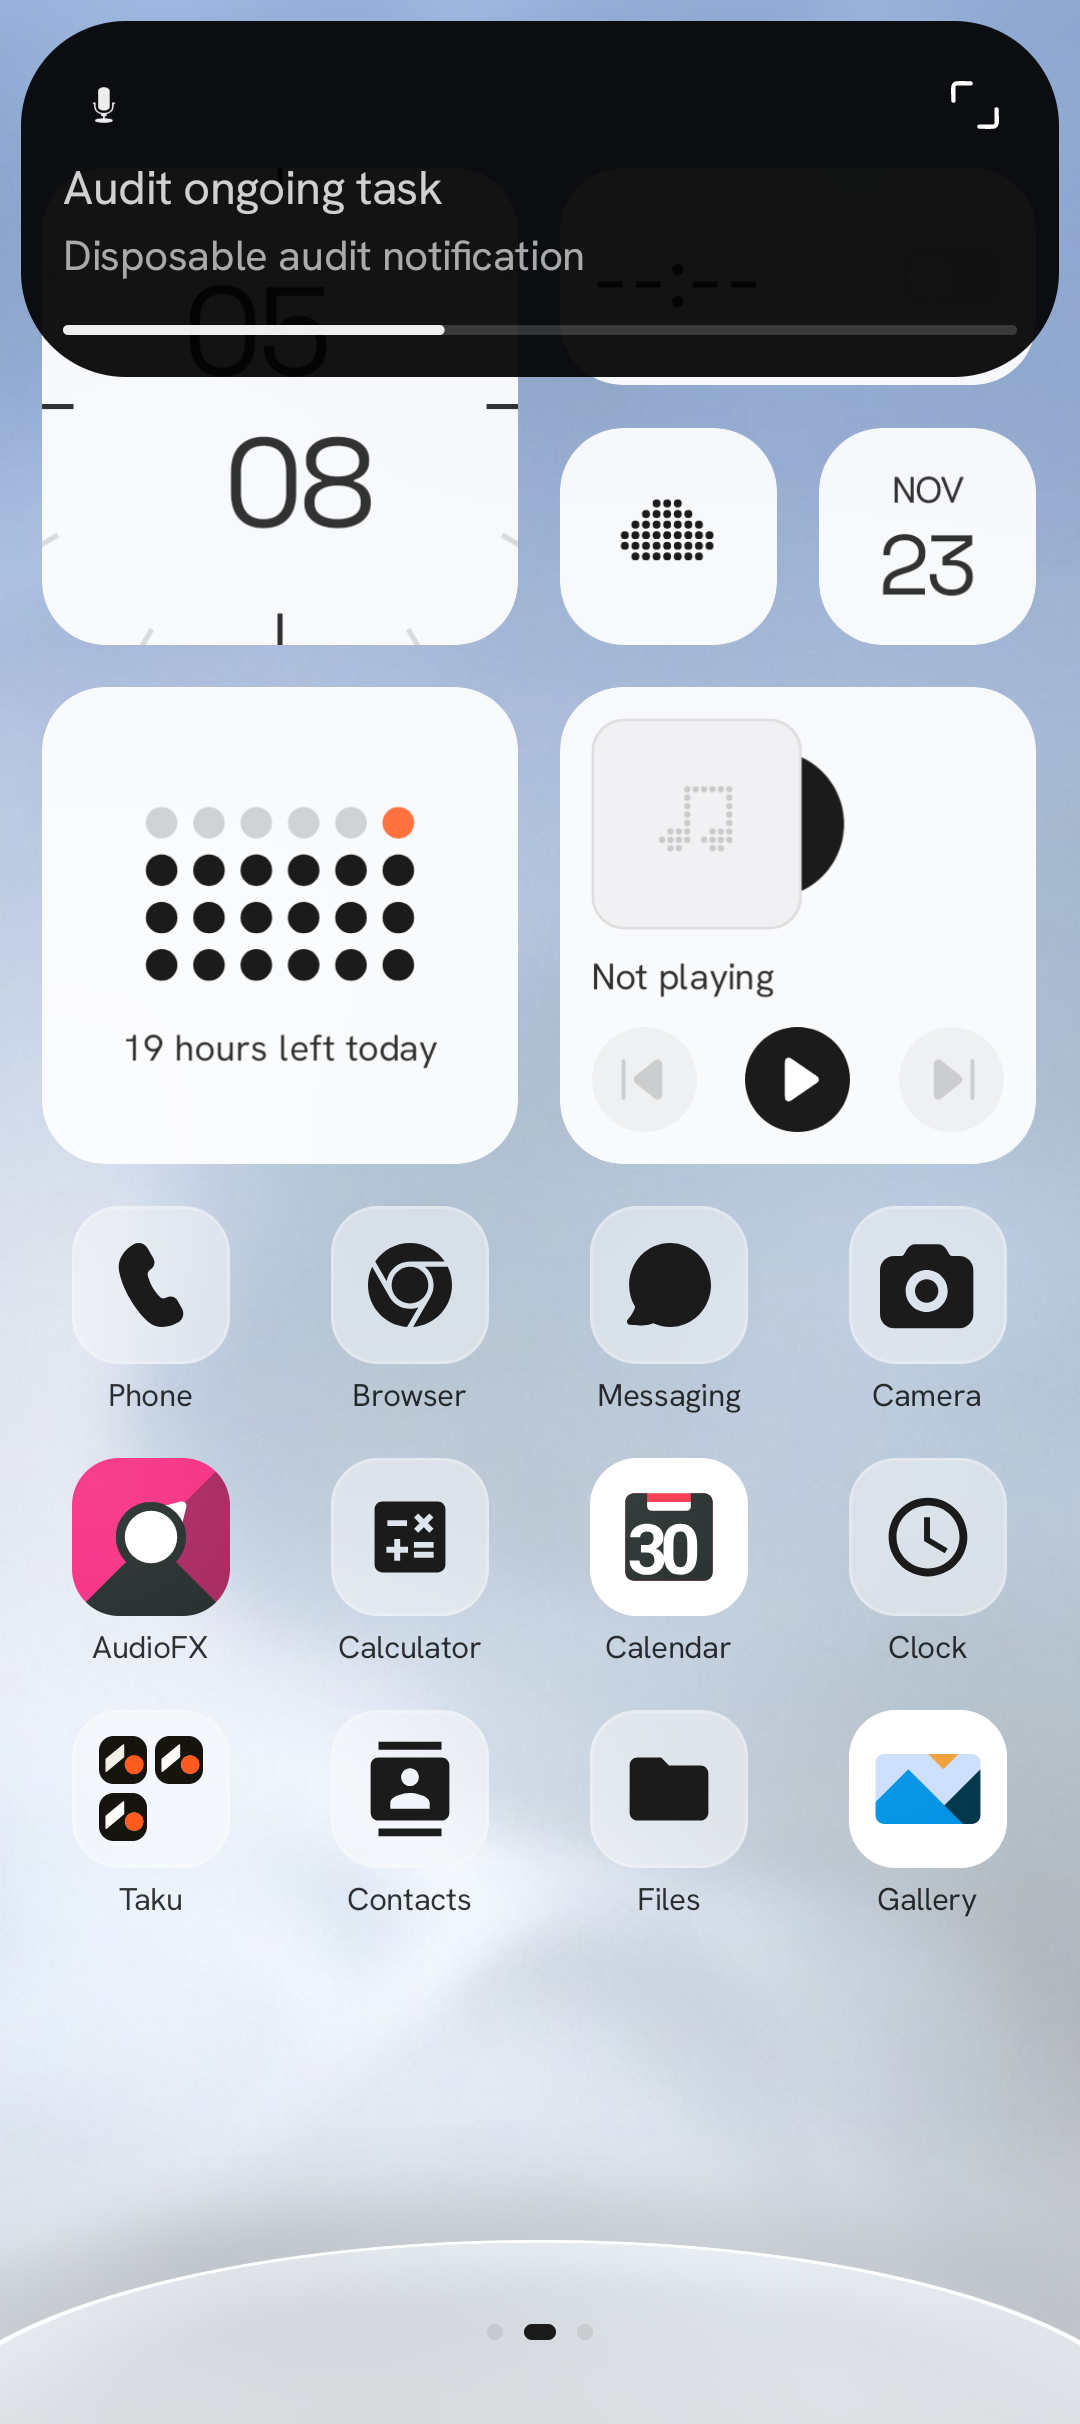 Audit ongoing task
Disposable audit notification
--:--
05
08
NOV
23
19 hours left today
Not playing
Phone
Browser
Messaging
Camera
30
AudioFX
Calculator
Calendar
Clock
Taku
Contacts
Files
Gallery